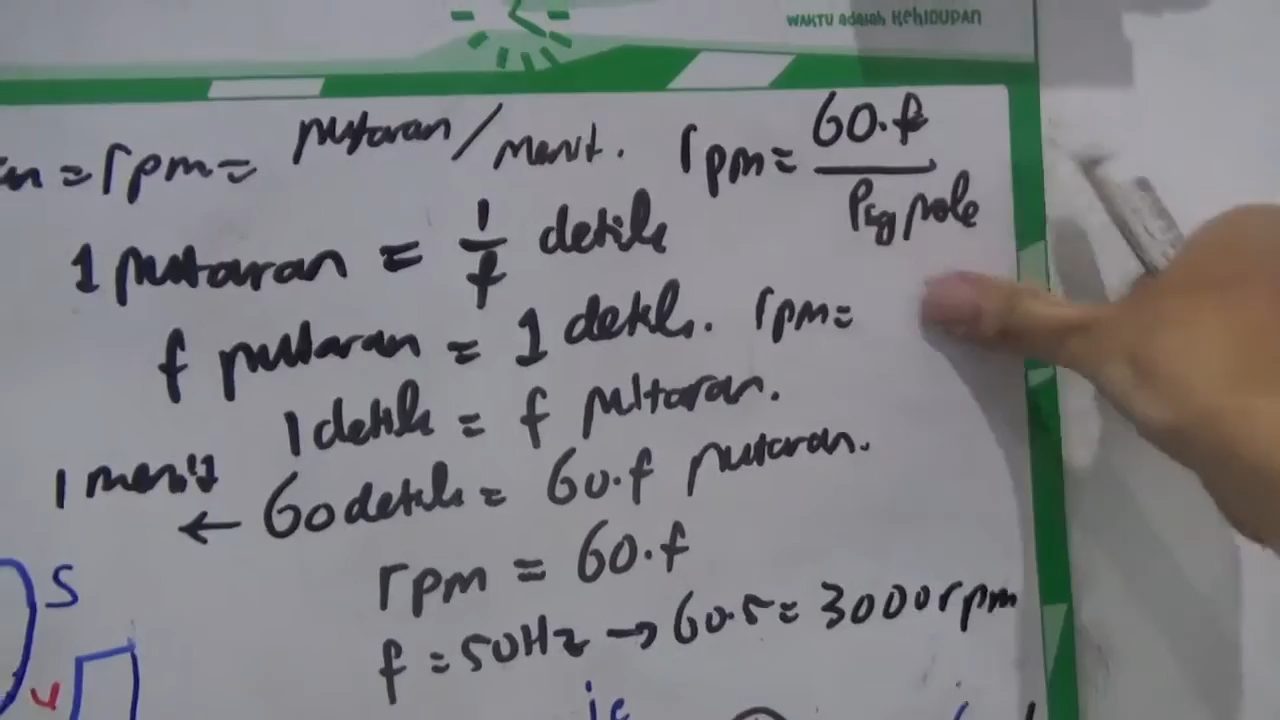 WAKTU adalah KEHIDUPAN
n = rpm = putaran/menit.
rpm = 60.f / Psg pole
1 putaran = 1/f detik
f putaran = 1 detik.
rpm =
1 detik = f putaran.
1 menit ← 60 detik = 60.f putaran.
rpm = 60.f
f = 50Hz → 60.5 = 3000 rpm
S
U